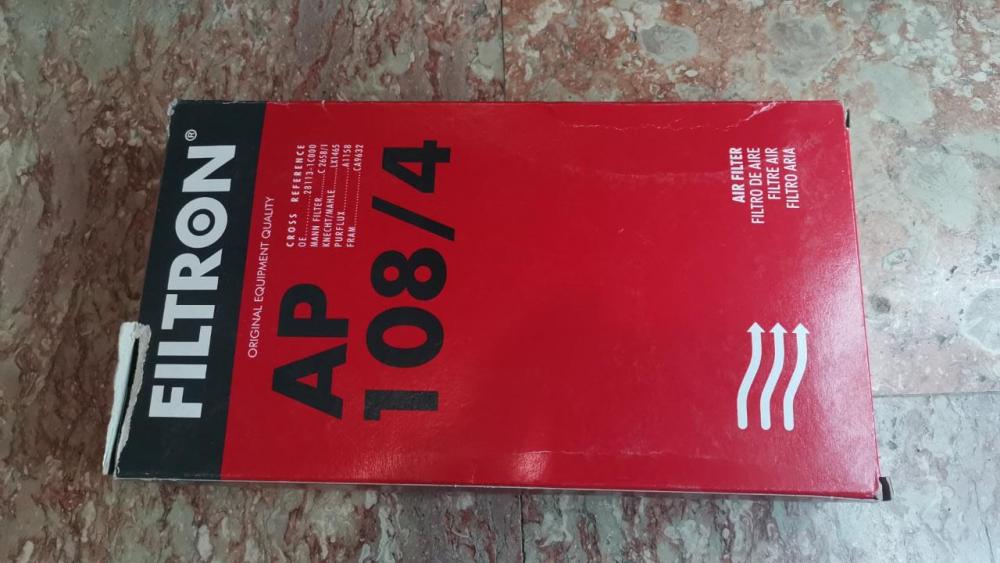 FILTRON®
ORIGINAL EQUIPMENT QUALITY
AP
108/4
CROSS REFERENCE
OE..........28113-1C000
MANN FILTER......C 2658/1
KNECHT/MAHLE......LX1465
PURFLUX..........A1158
FRAM..........CA9632
AIR FILTER
FILTRO DE AIRE
FILTRE AIR
FILTRO ARIA